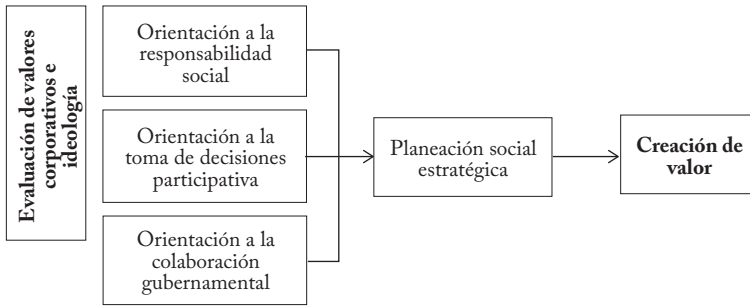 Evaluación de valores
corporativos e
ideología
Orientación a la
responsabilidad
social
Orientación a la
toma de decisiones
participativa
Orientación a la
colaboración
gubernamental
Planeación social
estratégica
Creación de
valor